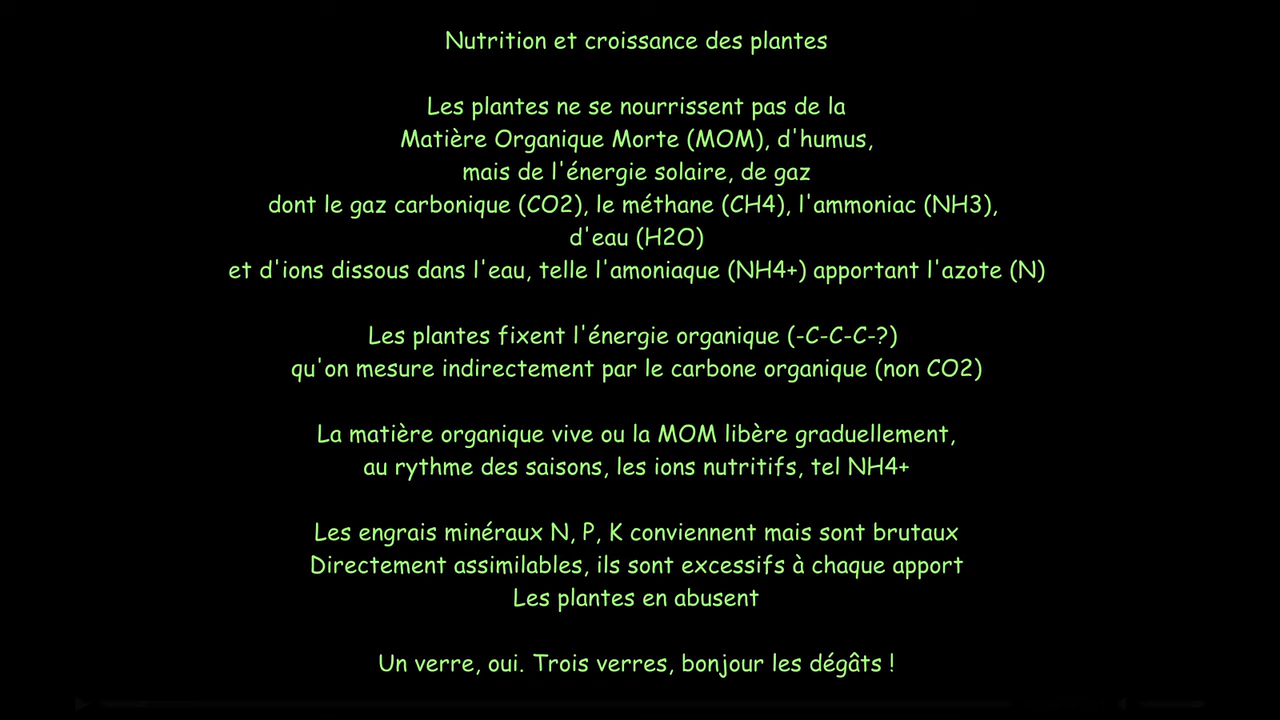 Nutrition et croissance des plantes
Les plantes ne se nourrissent pas de la
Matière Organique Morte (MOM), d'humus,
mais de l'énergie solaire, de gaz
dont le gaz carbonique (CO2), le méthane (CH4), l'ammoniac (NH3),
d'eau (H2O)
et d'ions dissous dans l'eau, telle l'amoniaque (NH4+) apportant l'azote (N)
Les plantes fixent l'énergie organique (-C-C-C-?)
qu'on mesure indirectement par le carbone organique (non CO2)
La matière organique vive ou la MOM libère graduellement,
au rythme des saisons, les ions nutritifs, tel NH4+
Les engrais minéraux N, P, K conviennent mais sont brutaux
Directement assimilables, ils sont excessifs à chaque apport
Les plantes en abusent
Un verre, oui. Trois verres, bonjour les dégâts !